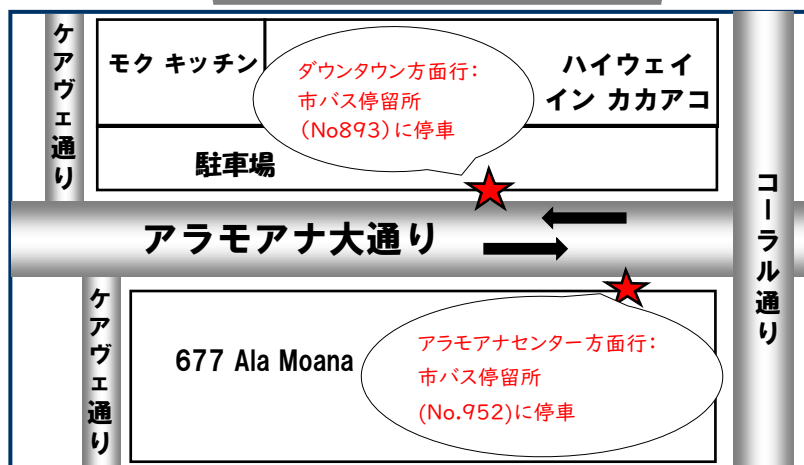 ケアヴェ通り
モク キッチン
ダウンタウン方面行：
市バス停留所
(No893)に停車
ハイウェイ
イン カカアコ
駐車場
コーラル通り
アラモアナ大通り
ケアヴェ通り
677 Ala Moana
アラモアナセンター方面行：
市バス停留所
(No.952)に停車